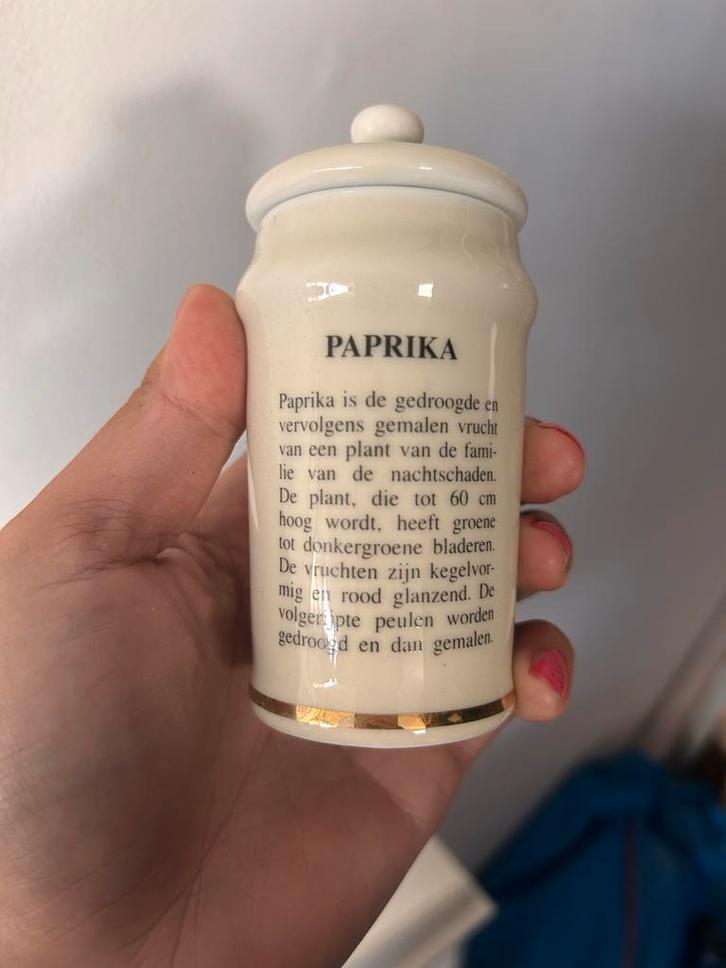 PAPRIKA
Paprika is de gedroogde en
vervolgens gemalen vrucht
van een plant van de fami-
lie van de nachtschaden.
De plant, die tot 60 cm
hoog wordt, heeft groene
tot donkergroene bladeren.
De vruchten zijn kegelvor-
mig en rood glanzend. De
volgerijpte peulen worden
gedroogd en dan gemalen.